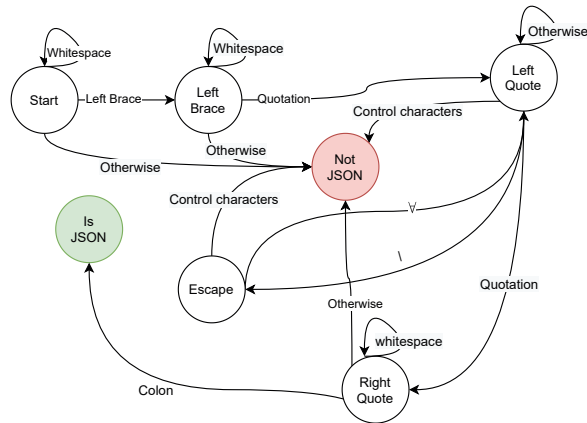 Otherwise
Whitespace
Whitespace
Left
Quote
Start
Left Brace
Left
Brace
Quotation
Control characters
Otherwise
Otherwise
Not
JSON
Control characters
∀
Is
JSON
\
Escape
Quotation
Otherwise
whitespace
Right
Quote
Colon